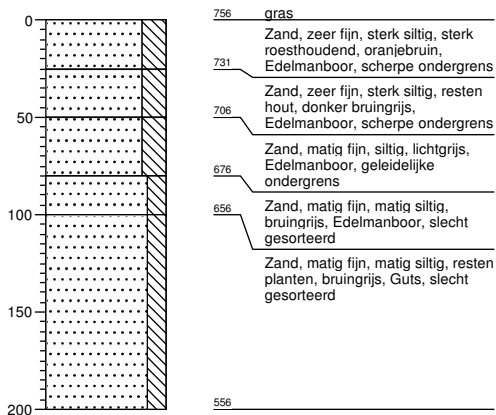 0
50
100
150
200
756 gras
Zand, zeer fijn, sterk siltig, sterk
roesthoudend, oranjebruin,
Edelmanboor, scherpe ondergrens
731
Zand, zeer fijn, sterk siltig, resten
hout, donker bruingrijs,
Edelmanboor, scherpe ondergrens
706
Zand, matig fijn, siltig, lichtgrijs,
Edelmanboor, geleidelijke
ondergrens
676
Zand, matig fijn, matig siltig,
bruingrijs, Edelmanboor, slecht
gesorteerd
656
Zand, matig fijn, matig siltig, resten
planten, bruingrijs, Guts, slecht
gesorteerd
556